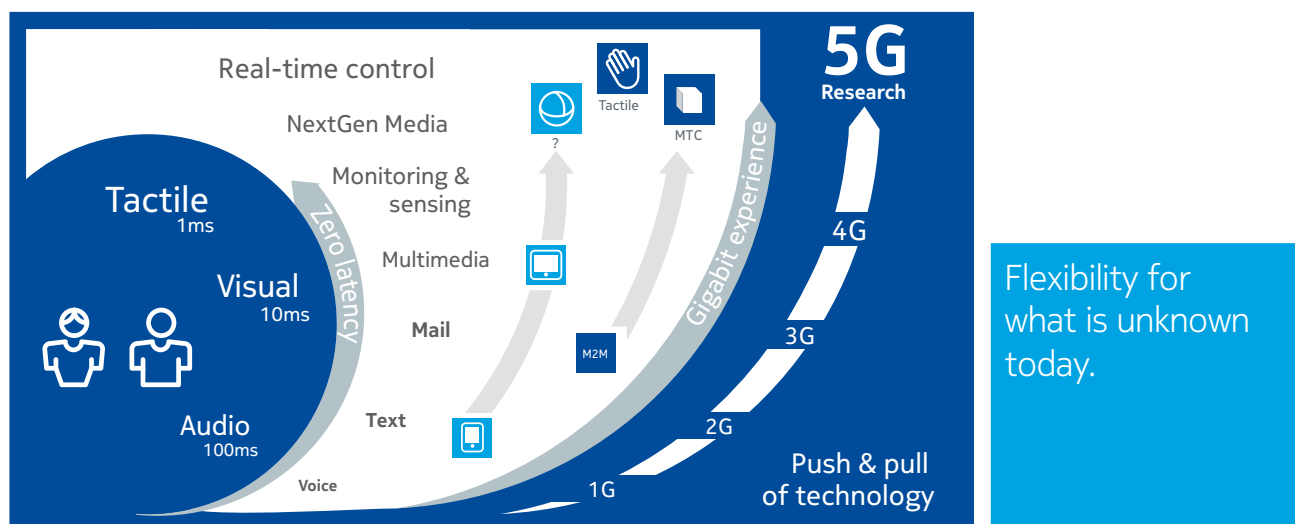 5G
Research
Real-time control
Tactile
NextGen Media
?
MTC
Monitoring &
sensing
Tactile
1ms
Zero latency
Gigabit experience
4G
Multimedia
Visual
10ms
Flexibility for
what is unknown
today.
Mail
3G
M2M
Text
Audio
100ms
2G
Voice
1G
Push & pull
of technology